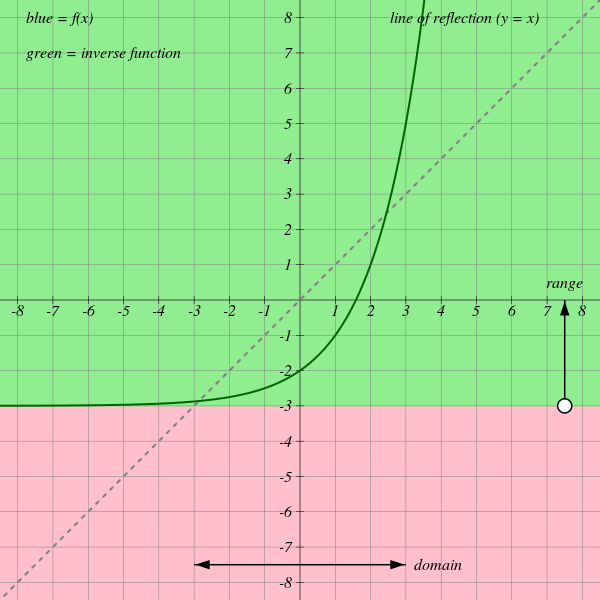 blue = f(x)
line of reflection (y = x)
green = inverse function
8
7
6
5
4
3
2
1
range
-8 -7 -6 -5 -4 -3 -2 -1 1 2 3 4 5 6 7 8
-1
-2
-3
-4
-5
-6
-7
domain
-8